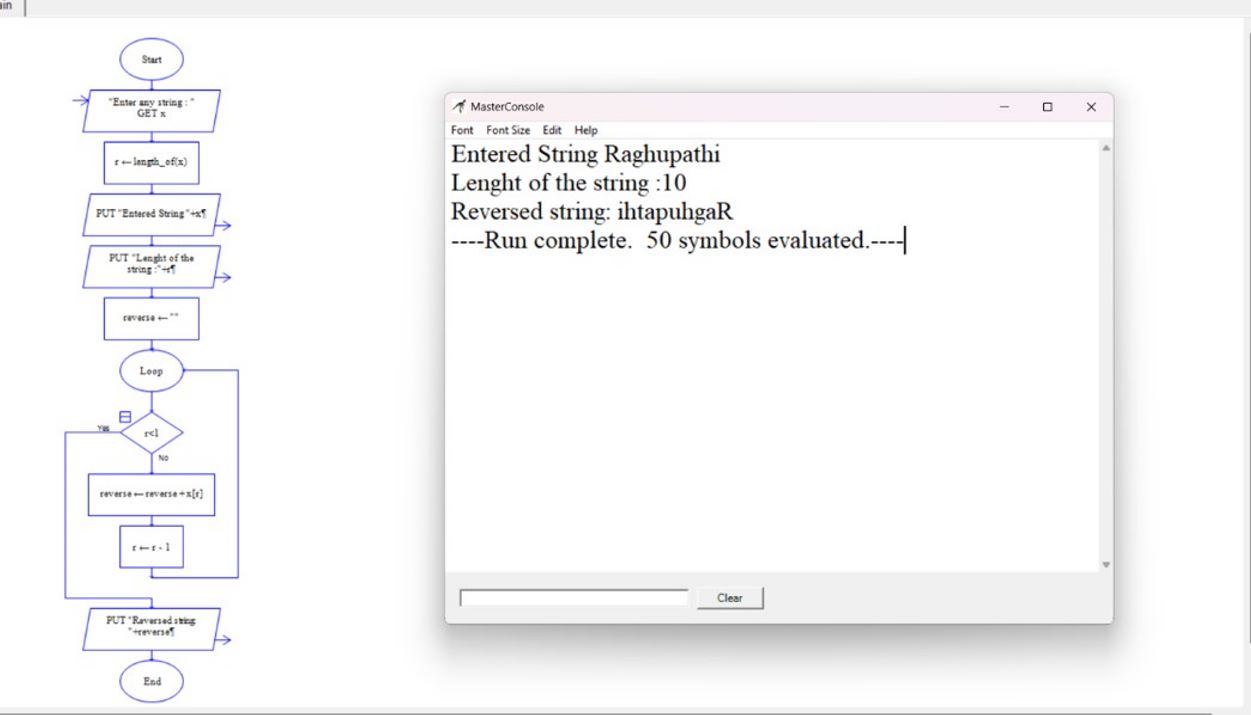 ain
Start
"Enter any string : "
GET x
r ← length_of(x)
PUT "Entered String "+x¶
PUT "Lenght of the
string :"+r¶
reverse ← ""
Loop
Yes
r<1
No
reverse ← reverse + x[r]
r ← r - 1
PUT "Reversed string:
"+reverse¶
End
MasterConsole
Font Font Size Edit Help
Entered String Raghupathi
Lenght of the string :10
Reversed string: ihtapuhgaR
----Run complete.  50 symbols evaluated.----
Clear